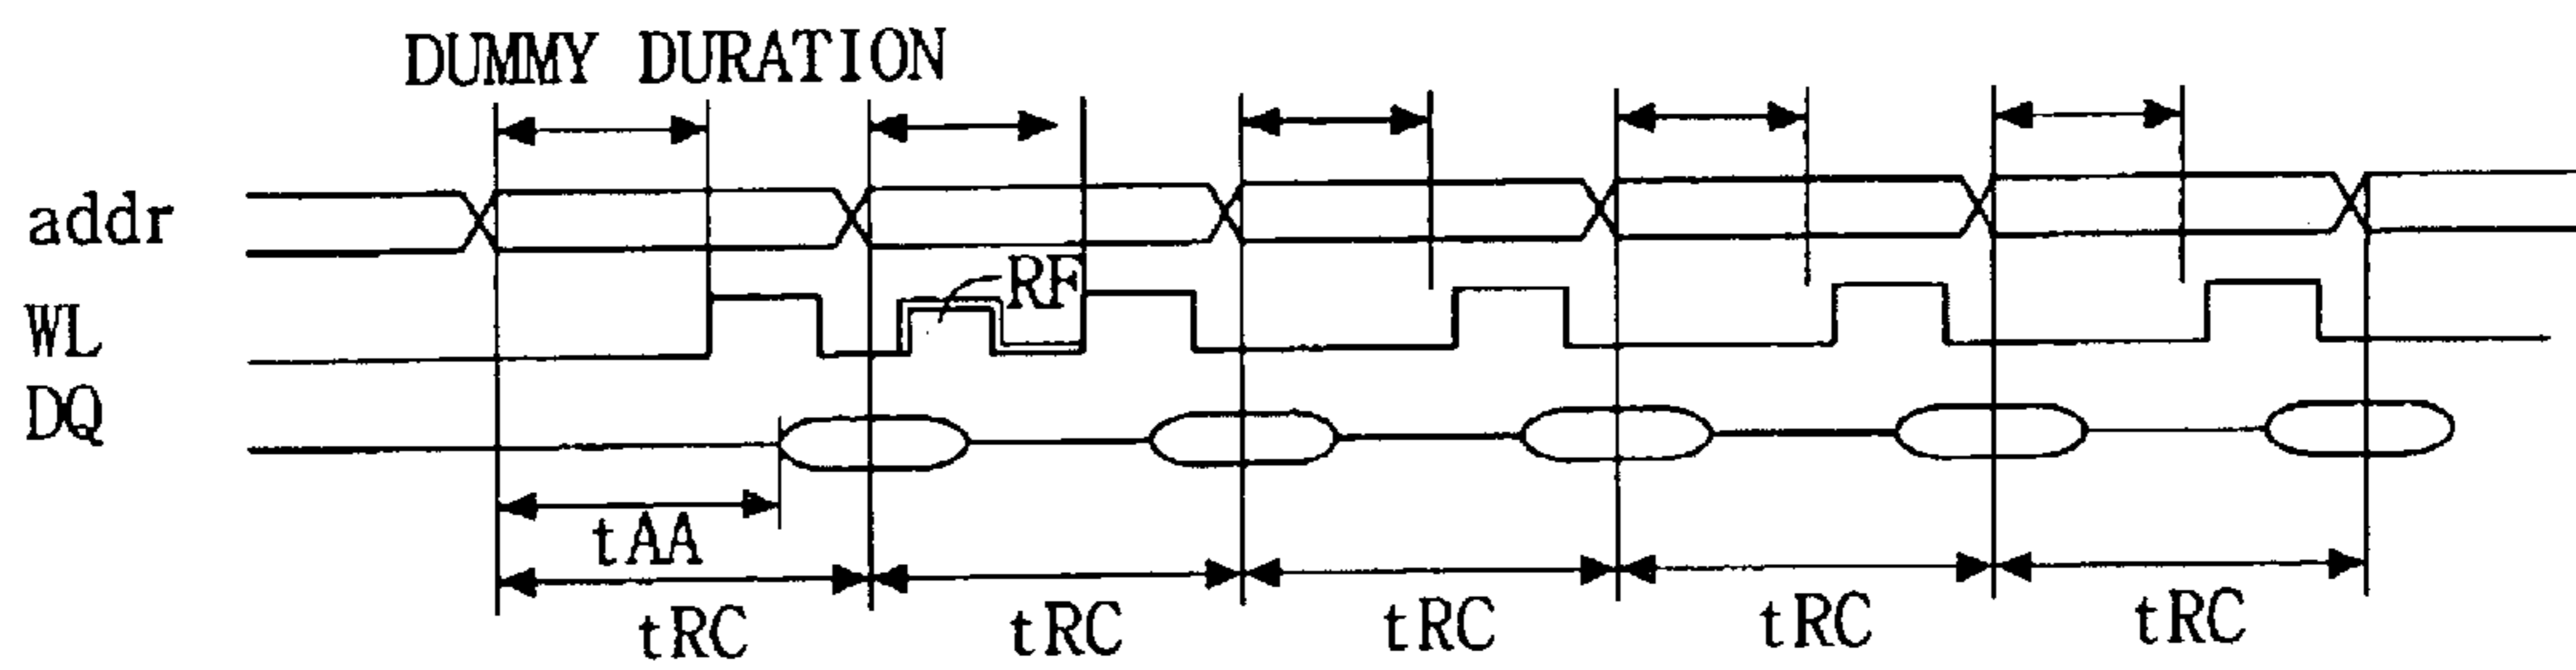 DUMMY DURATION
addr
RF
WL
DQ
tAA
tRC tRC tRC tRC tRC